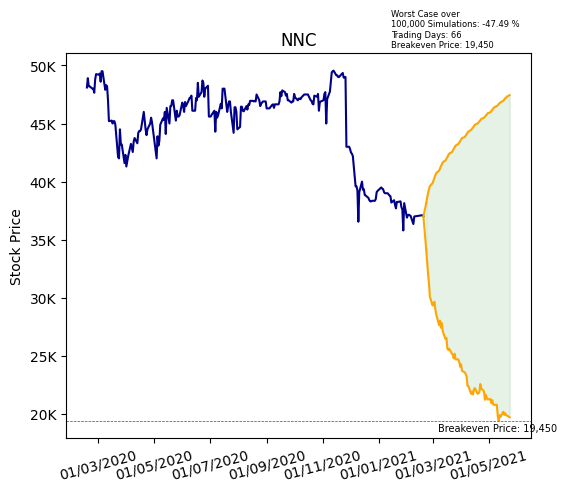 Worst Case over
100,000 Simulations: -47.49 %
Trading Days: 66
Breakeven Price: 19,450
NNC
50K
45K
40K
35K
30K
25K
20K
Stock Price
Breakeven Price: 19,450
01/03/2020
01/05/2020
01/07/2020
01/09/2020
01/11/2020
01/01/2021
01/03/2021
01/05/2021